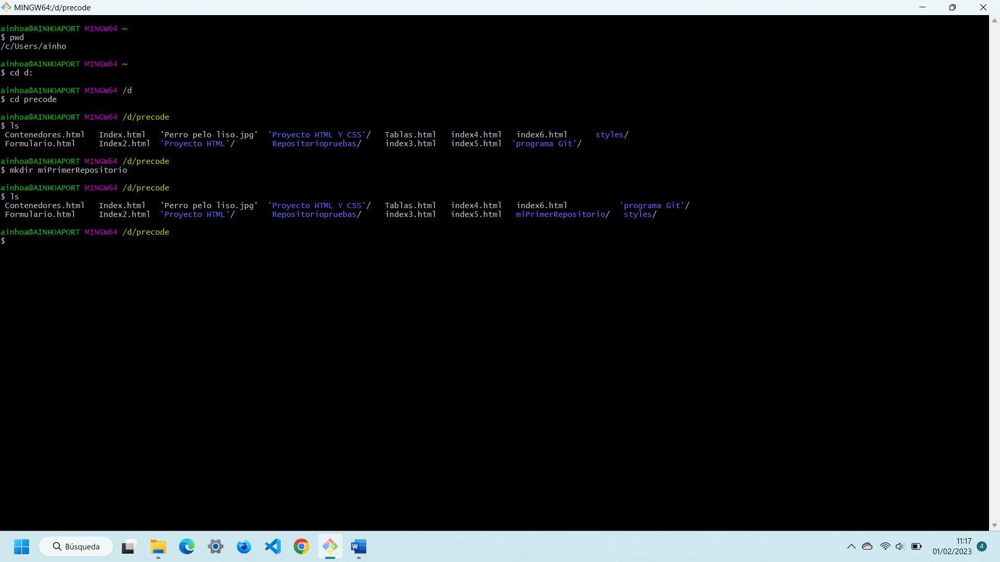 MINGW64:/d/precode
ainhoa@AINHOAPORT MINGW64 ~
$ pwd
/c/Users/ainho
ainhoa@AINHOAPORT MINGW64 ~
$ cd d:
ainhoa@AINHOAPORT MINGW64 /d
$ cd precode
ainhoa@AINHOAPORT MINGW64 /d/precode
$ ls
Contenedores.html Index.html 'Perro pelo liso.jpg' 'Proyecto HTML Y CSS'/ Tablas.html index4.html index6.html styles/
Formulario.html Index2.html 'Proyecto HTML'/ Repositoriopruebas/ index3.html index5.html 'programa Git'/
ainhoa@AINHOAPORT MINGW64 /d/precode
$ mkdir miPrimerRepositorio
ainhoa@AINHOAPORT MINGW64 /d/precode
$ ls
Contenedores.html Index.html 'Perro pelo liso.jpg' 'Proyecto HTML Y CSS'/ Tablas.html index4.html index6.html 'programa Git'/
Formulario.html Index2.html 'Proyecto HTML'/ Repositoriopruebas/ index3.html index5.html miPrimerRepositorio/ styles/
ainhoa@AINHOAPORT MINGW64 /d/precode
$
Búsqueda
W
11:17
01/02/2023
4